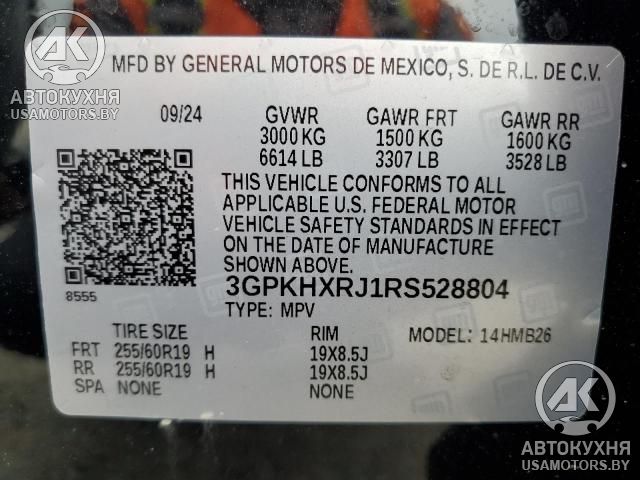 AK
АВТОКУХНЯ
USAMOTORS.BY
MFD BY GENERAL MOTORS DE MEXICO, S. DE R.L. DE C.V.
09/24 GVWR GAWR FRT GAWR RR
3000 KG 1500 KG 1600 KG
6614 LB 3307 LB 3528 LB
THIS VEHICLE CONFORMS TO ALL
APPLICABLE U.S. FEDERAL MOTOR
VEHICLE SAFETY STANDARDS IN EFFECT
ON THE DATE OF MANUFACTURE
SHOWN ABOVE.
8555 3GPKHXRJ1RS528804
TYPE: MPV
TIRE SIZE RIM MODEL: 14HMB26
FRT 255/60R19 H 19X8.5J
RR 255/60R19 H 19X8.5J
SPA NONE NONE
AK
АВТОКУХНЯ
USAMOTORS.BY